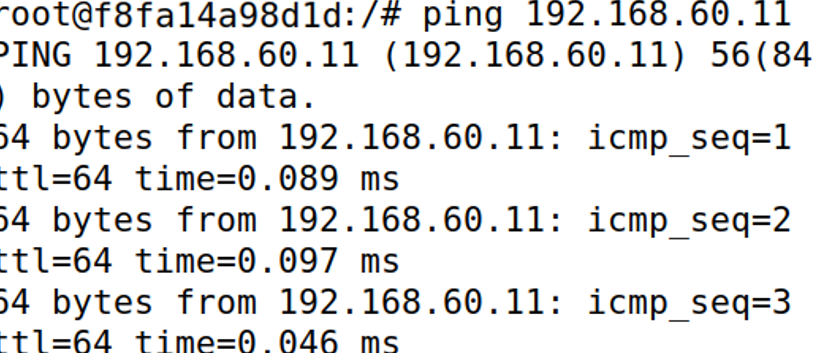 root@f8fa14a98d1d:/# ping 192.168.60.11
PING 192.168.60.11 (192.168.60.11) 56(84
) bytes of data.
64 bytes from 192.168.60.11: icmp_seq=1
ttl=64 time=0.089 ms
64 bytes from 192.168.60.11: icmp_seq=2
ttl=64 time=0.097 ms
64 bytes from 192.168.60.11: icmp_seq=3
ttl=64 time=0.046 ms